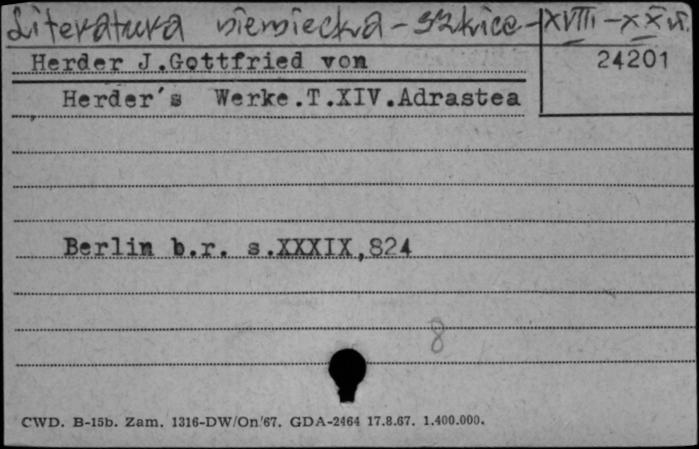 Literatura niemiecka - szkice - XVIII - XX w.
Herder J.Gottfried von
24201
Herder's Werke.T.XIV.Adrastea
Berlin b.r. s.XXXIX,824
8
CWD. B-15b. Zam. 1316-DW/On/67. GDA-2464 17.8.67. 1.400.000.